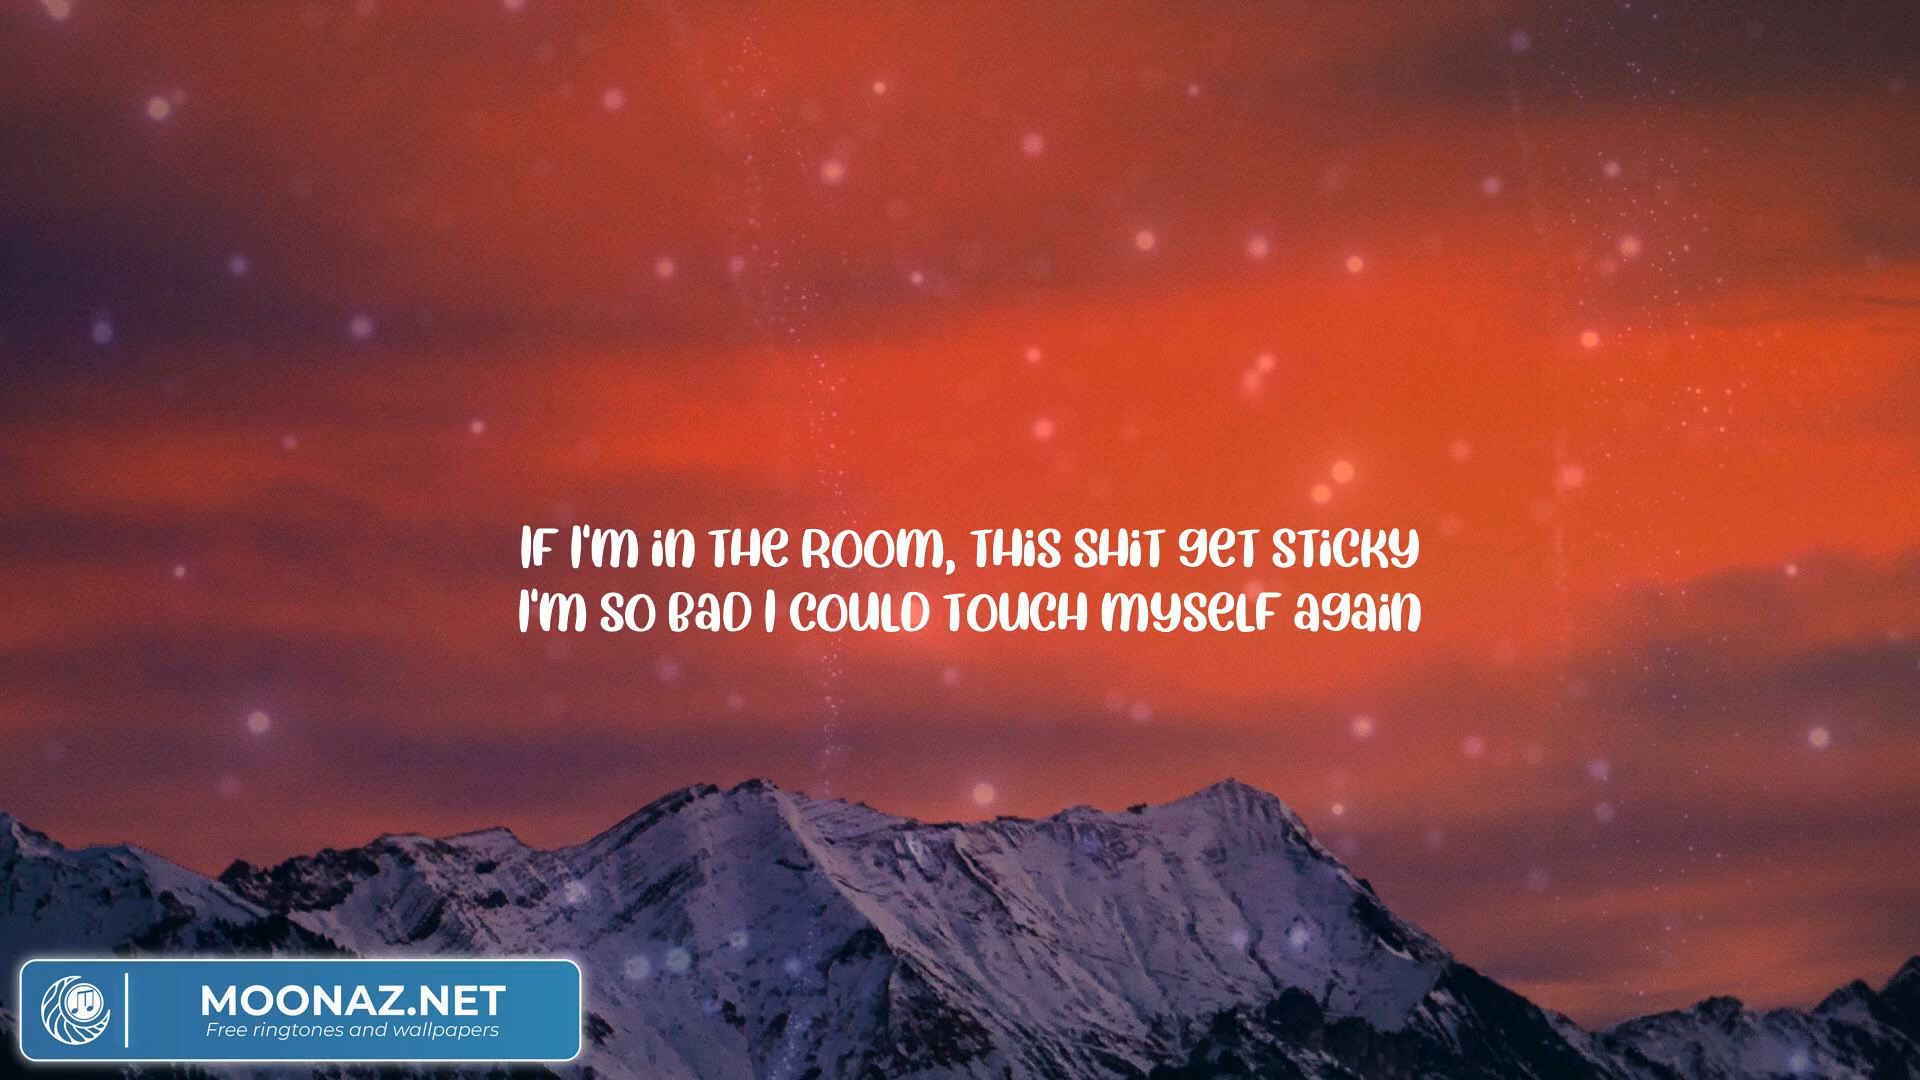 IF I'm in THe ROOm, THiS SHiT geT STiCKY
I'm SO BaD I COULD TOUCH mYSeLF again
MOONAZ.NET
Free ringtones and wallpapers